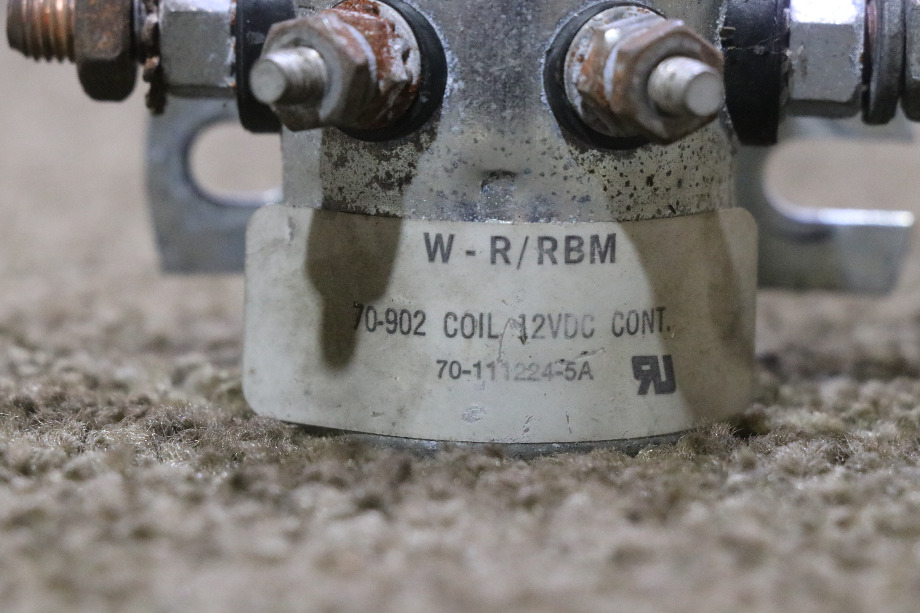 W-R/RBM
70-902 COIL 12VDC CONT.
70-111224-5A